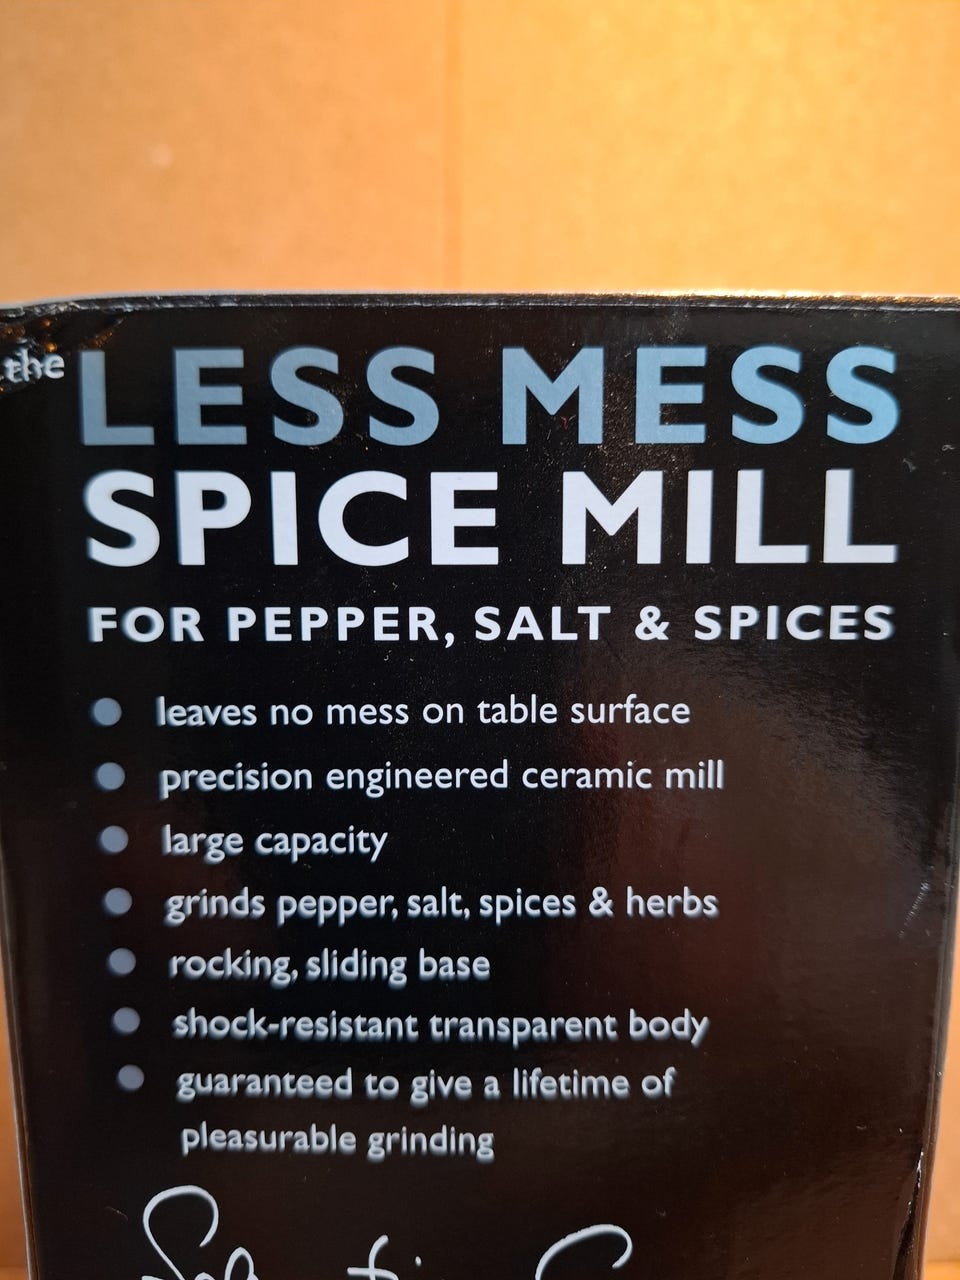 the LESS MESS
SPICE MILL
FOR PEPPER, SALT & SPICES
leaves no mess on table surface
precision engineered ceramic mill
large capacity
grinds pepper, salt, spices & herbs
rocking, sliding base
shock-resistant transparent body
guaranteed to give a lifetime of
pleasurable grinding